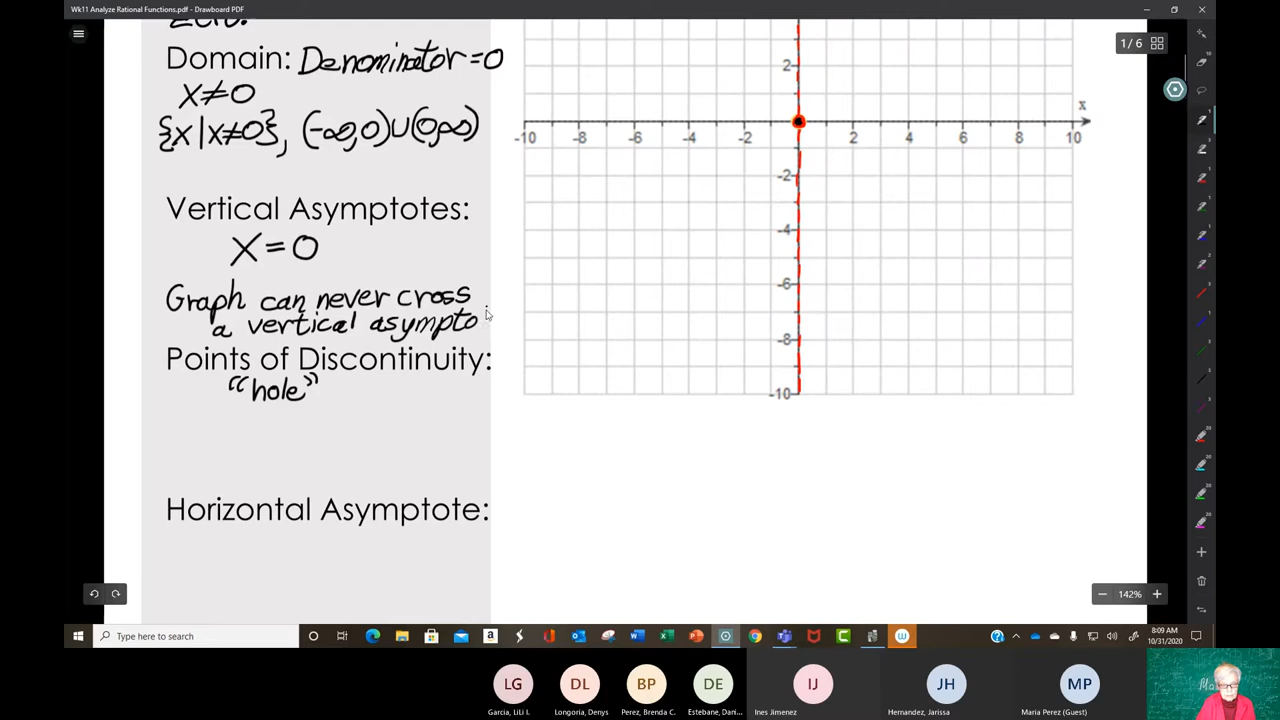 Wk11 Analyze Rational Functions.pdf - Drawboard PDF
Zero.
Domain: Denominator = 0
x≠0
{x|x≠0}, (-∞,0)∪(0,∞)
Vertical Asymptotes:
X = 0
Graph can never cross
a vertical asympto
Points of Discontinuity:
"hole"
Horizontal Asymptote:
2
x
-10 -8 -6 -4 -2 2 4 6 8 10
-2
-4
-6
-8
-10
1 / 6
142%
Type here to search
8:09 AM
10/31/2020
LG DL BP DE IJ JH MP
Garcia, LiLi I. Longoria, Denys Perez, Brenda C. Estebane, Dani... Ines Jimenez Hernandez, Jarissa Maria Perez (Guest)